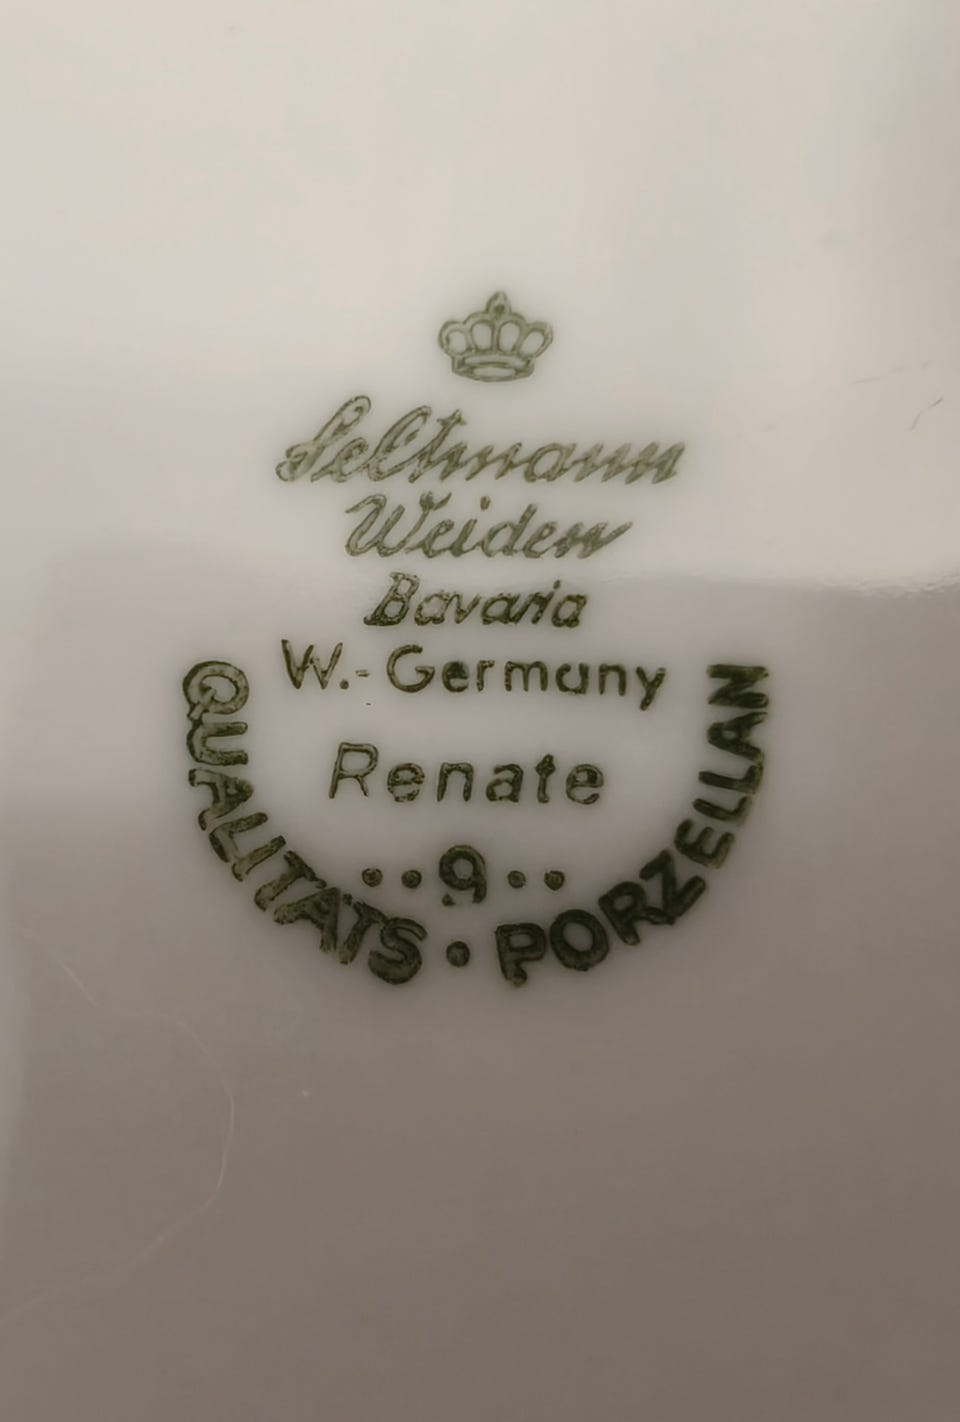 Seltmann
Weiden
Bavaria
W.-Germany
Renate
..9..
QUALITÄTS · PORZELLAN